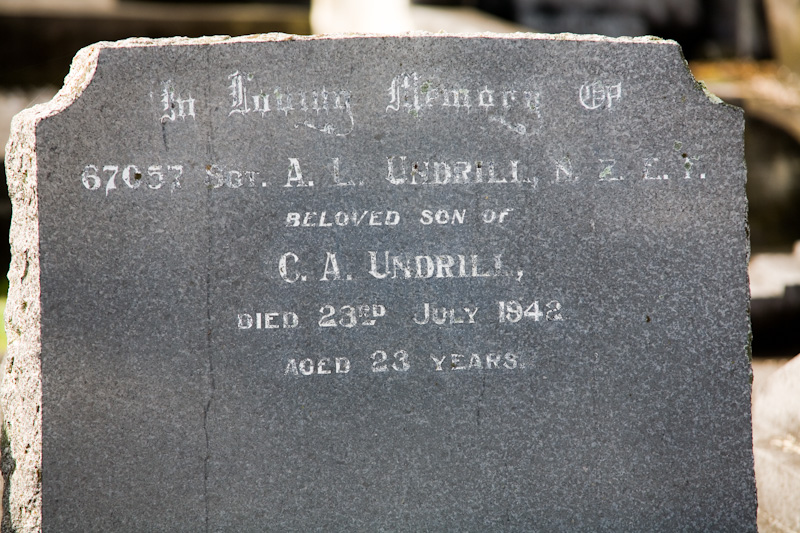 In Loving Memory Of
67057 Sgt. A. L. Undrill, N. Z. E. F.
BELOVED SON OF
C. A. Undrill,
DIED 23RD JULY 1942
AGED 23 YEARS.